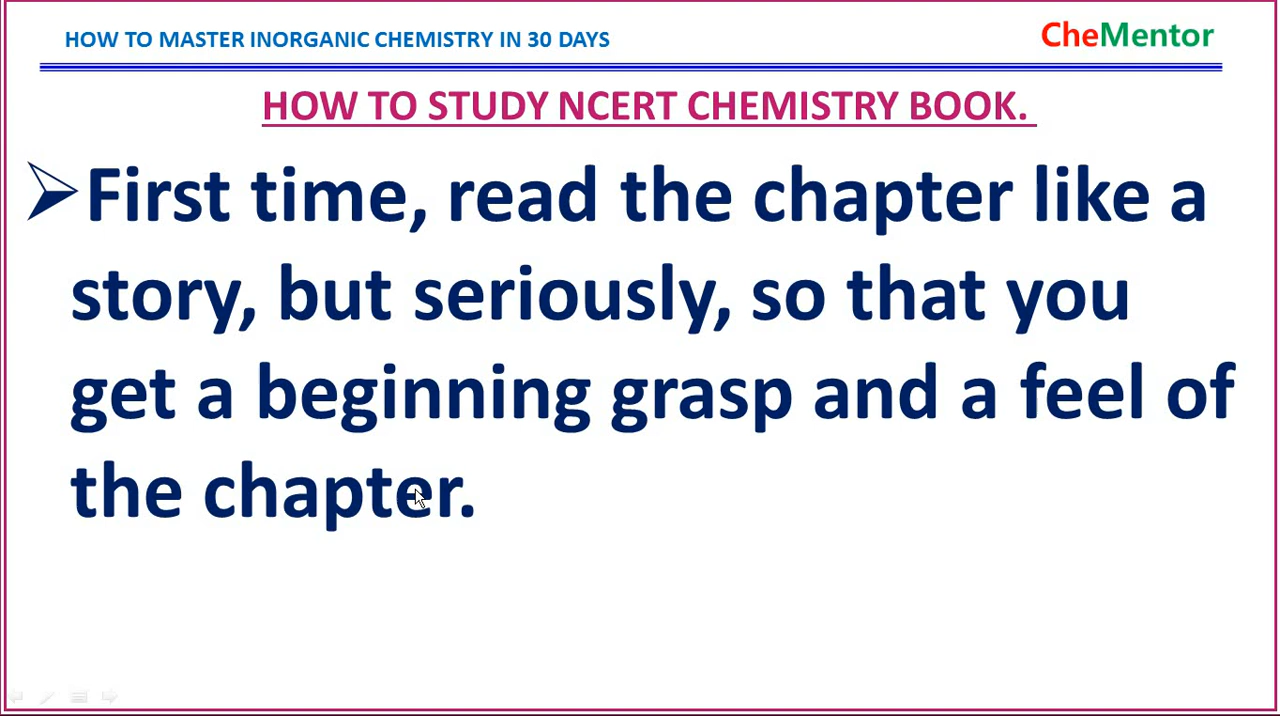 HOW TO MASTER INORGANIC CHEMISTRY IN 30 DAYS
CheMentor
HOW TO STUDY NCERT CHEMISTRY BOOK.
First time, read the chapter like a
story, but seriously, so that you
get a beginning grasp and a feel of
the chapter.